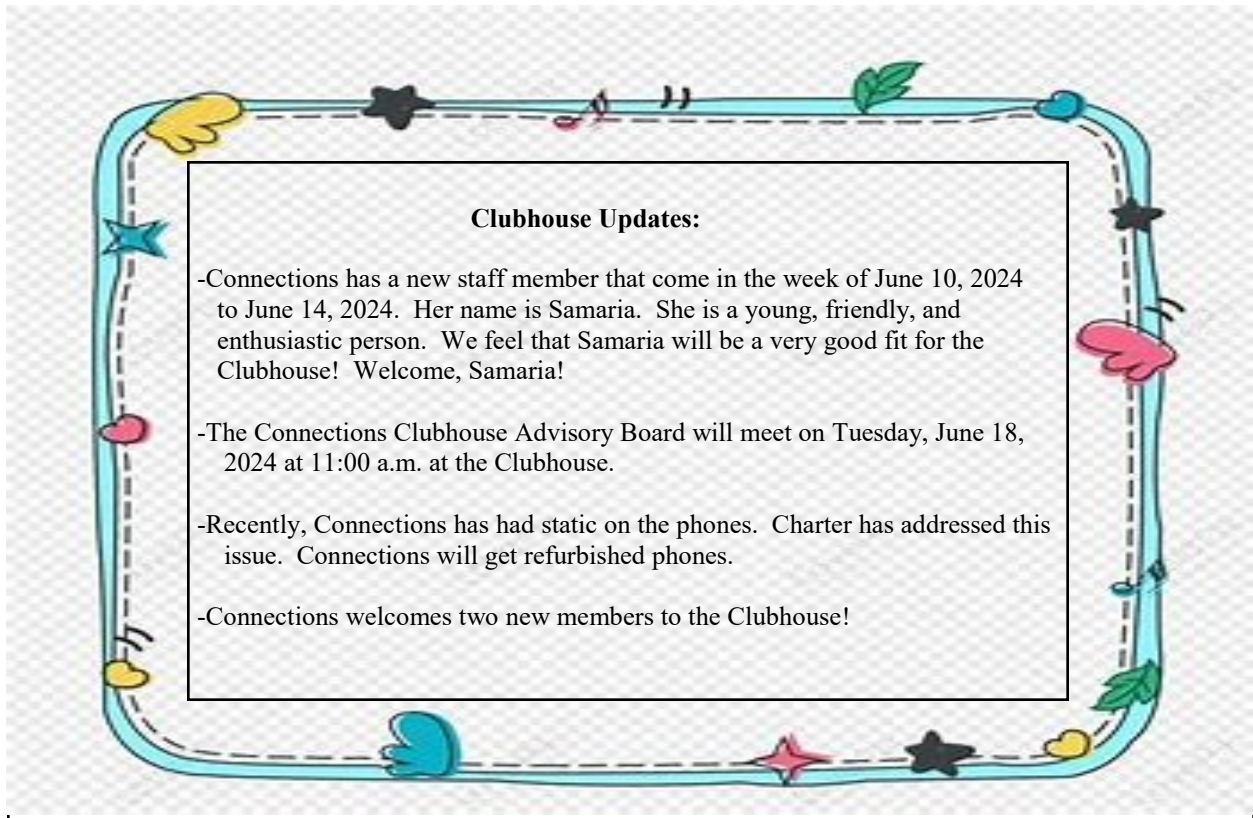 Clubhouse Updates:
-Connections has a new staff member that come in the week of June 10, 2024
to June 14, 2024.  Her name is Samaria.  She is a young, friendly, and
enthusiastic person.  We feel that Samaria will be a very good fit for the
Clubhouse!  Welcome, Samaria!
-The Connections Clubhouse Advisory Board will meet on Tuesday, June 18,
2024 at 11:00 a.m. at the Clubhouse.
-Recently, Connections has had static on the phones.  Charter has addressed this
issue.  Connections will get refurbished phones.
-Connections welcomes two new members to the Clubhouse!